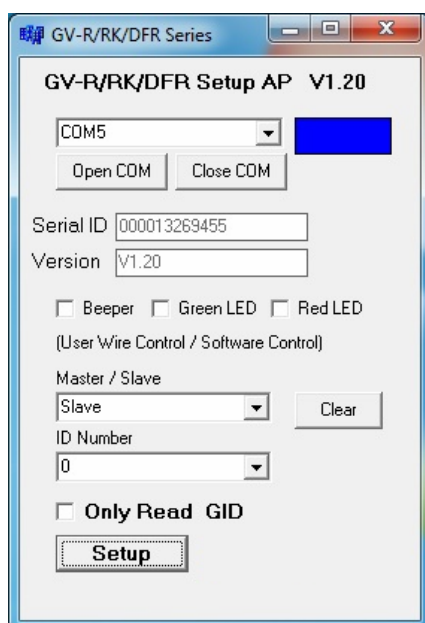 GV-R/RK/DFR Series
GV-R/RK/DFR Setup AP V1.20
COM5
Open COM Close COM
Serial ID 000013269455
Version V1.20
Beeper Green LED Red LED
(User Wire Control / Software Control)
Master / Slave
Slave Clear
ID Number
0
Only Read GID
Setup